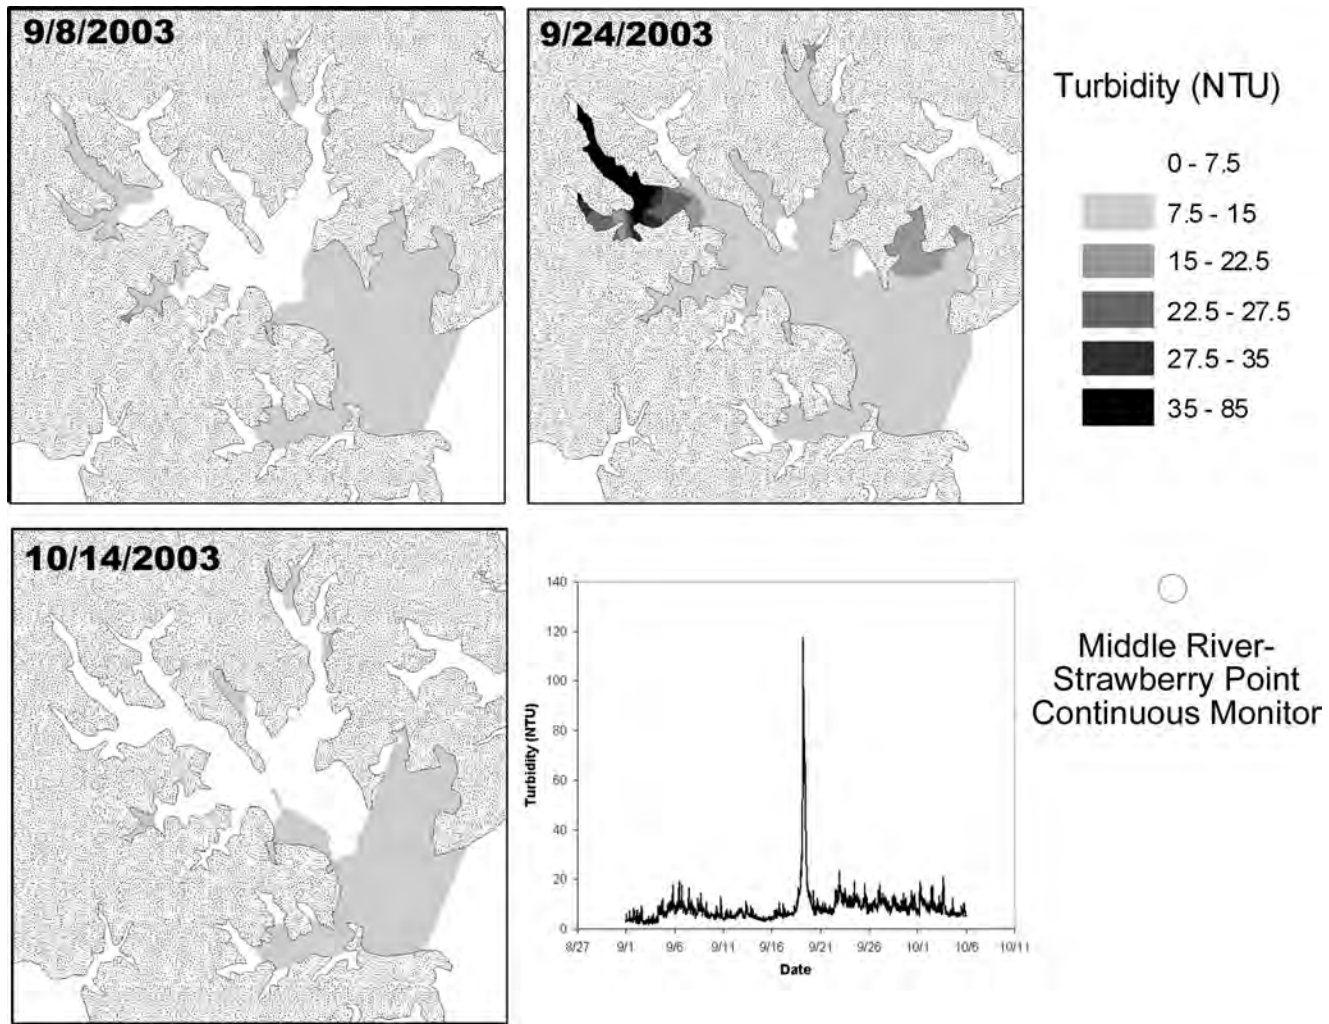 9/8/2003
9/24/2003
Turbidity (NTU)
0 - 7.5
7.5 - 15
15 - 22.5
22.5 - 27.5
27.5 - 35
35 - 85
10/14/2003
140
120
100
80
60
40
20
0
Turbidity (NTU)
8/27
9/1
9/6
9/11
9/16
9/21
9/26
10/1
10/6
10/11
Date
Middle River-
Strawberry Point
Continuous Monitor